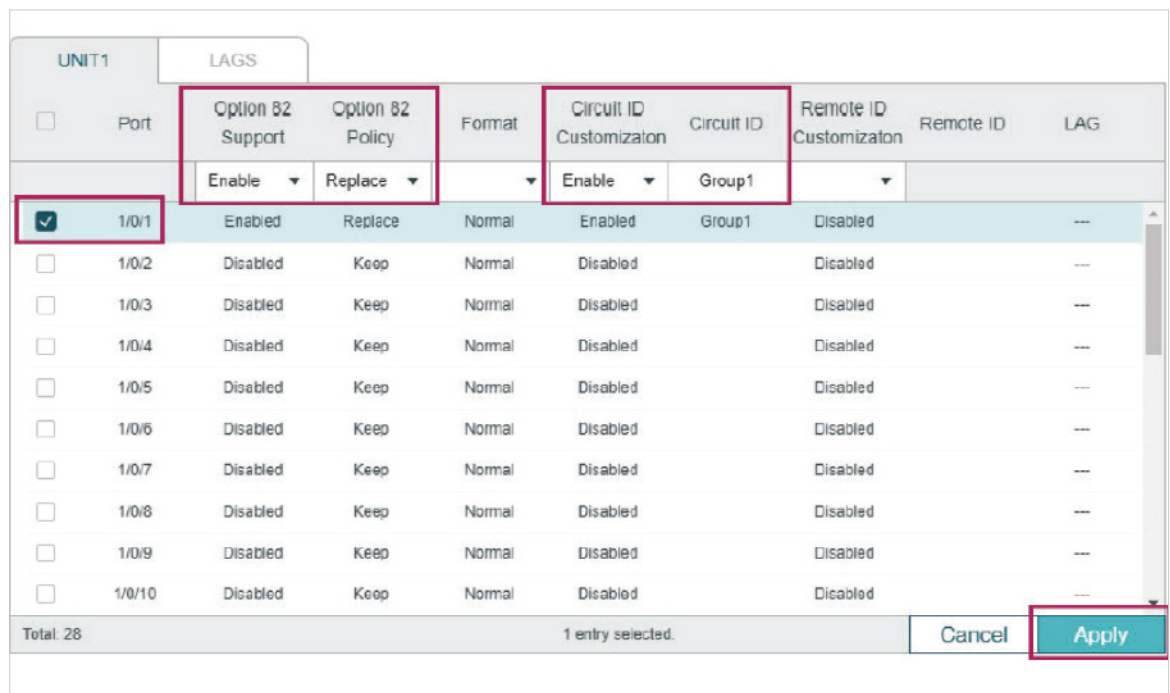 UNIT1 LAGS
Port Option 82 Support Option 82 Policy Format Circuit ID Customizaton Circuit ID Remote ID Customizaton Remote ID LAG
Enable Replace Enable Group1
1/0/1 Enabled Replace Normal Enabled Group1 Disabled ---
1/0/2 Disabled Keep Normal Disabled Disabled ---
1/0/3 Disabled Keep Normal Disabled Disabled ---
1/0/4 Disabled Keep Normal Disabled Disabled ---
1/0/5 Disabled Keep Normal Disabled Disabled ---
1/0/6 Disabled Keep Normal Disabled Disabled ---
1/0/7 Disabled Keep Normal Disabled Disabled ---
1/0/8 Disabled Keep Normal Disabled Disabled ---
1/0/9 Disabled Keep Normal Disabled Disabled ---
1/0/10 Disabled Keep Normal Disabled Disabled ---
Total: 28 1 entry selected. Cancel Apply